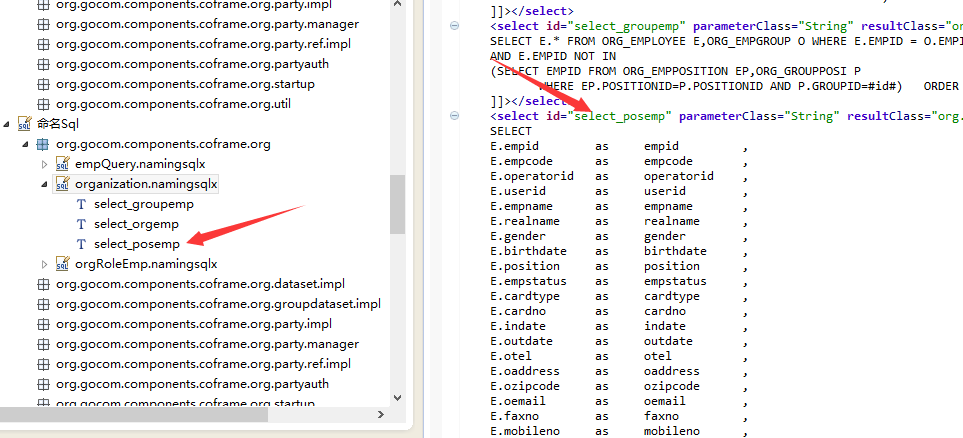 org.gocom.components.coframe.org.party.impl
org.gocom.components.coframe.org.party.manager
org.gocom.components.coframe.org.party.ref.impl
org.gocom.components.coframe.org.partyauth
org.gocom.components.coframe.org.startup
org.gocom.components.coframe.org.util
命名Sql
org.gocom.components.coframe.org
empQuery.namingsqlx
organization.namingsqlx
select_groupemp
select_orgemp
select_posemp
orgRoleEmp.namingsqlx
org.gocom.components.coframe.org.dataset.impl
org.gocom.components.coframe.org.groupdataset.impl
org.gocom.components.coframe.org.party.impl
org.gocom.components.coframe.org.party.manager
org.gocom.components.coframe.org.party.ref.impl
org.gocom.components.coframe.org.partyauth
org.gocom.components.coframe.org.startup
]]></select>
<select id="select_groupemp" parameterClass="String" resultClass="or
SELECT E.* FROM ORG_EMPLOYEE E,ORG_EMPGROUP O WHERE E.EMPID = O.EMPI
AND E.EMPID NOT IN
(SELECT EMPID FROM ORG_EMPPOSITION EP,ORG_GROUPPOSI P
WHERE EP.POSITIONID=P.POSITIONID AND P.GROUPID=#id#) ORDER
]]></select>
<select id="select_posemp" parameterClass="String" resultClass="org.
SELECT
E.empid as empid ,
E.empcode as empcode ,
E.operatorid as operatorid ,
E.userid as userid ,
E.empname as empname ,
E.realname as realname ,
E.gender as gender ,
E.birthdate as birthdate ,
E.position as position ,
E.empstatus as empstatus ,
E.cardtype as cardtype ,
E.cardno as cardno ,
E.indate as indate ,
E.outdate as outdate ,
E.otel as otel ,
E.oaddress as oaddress ,
E.ozipcode as ozipcode ,
E.oemail as oemail ,
E.faxno as faxno ,
E.mobileno as mobileno ,